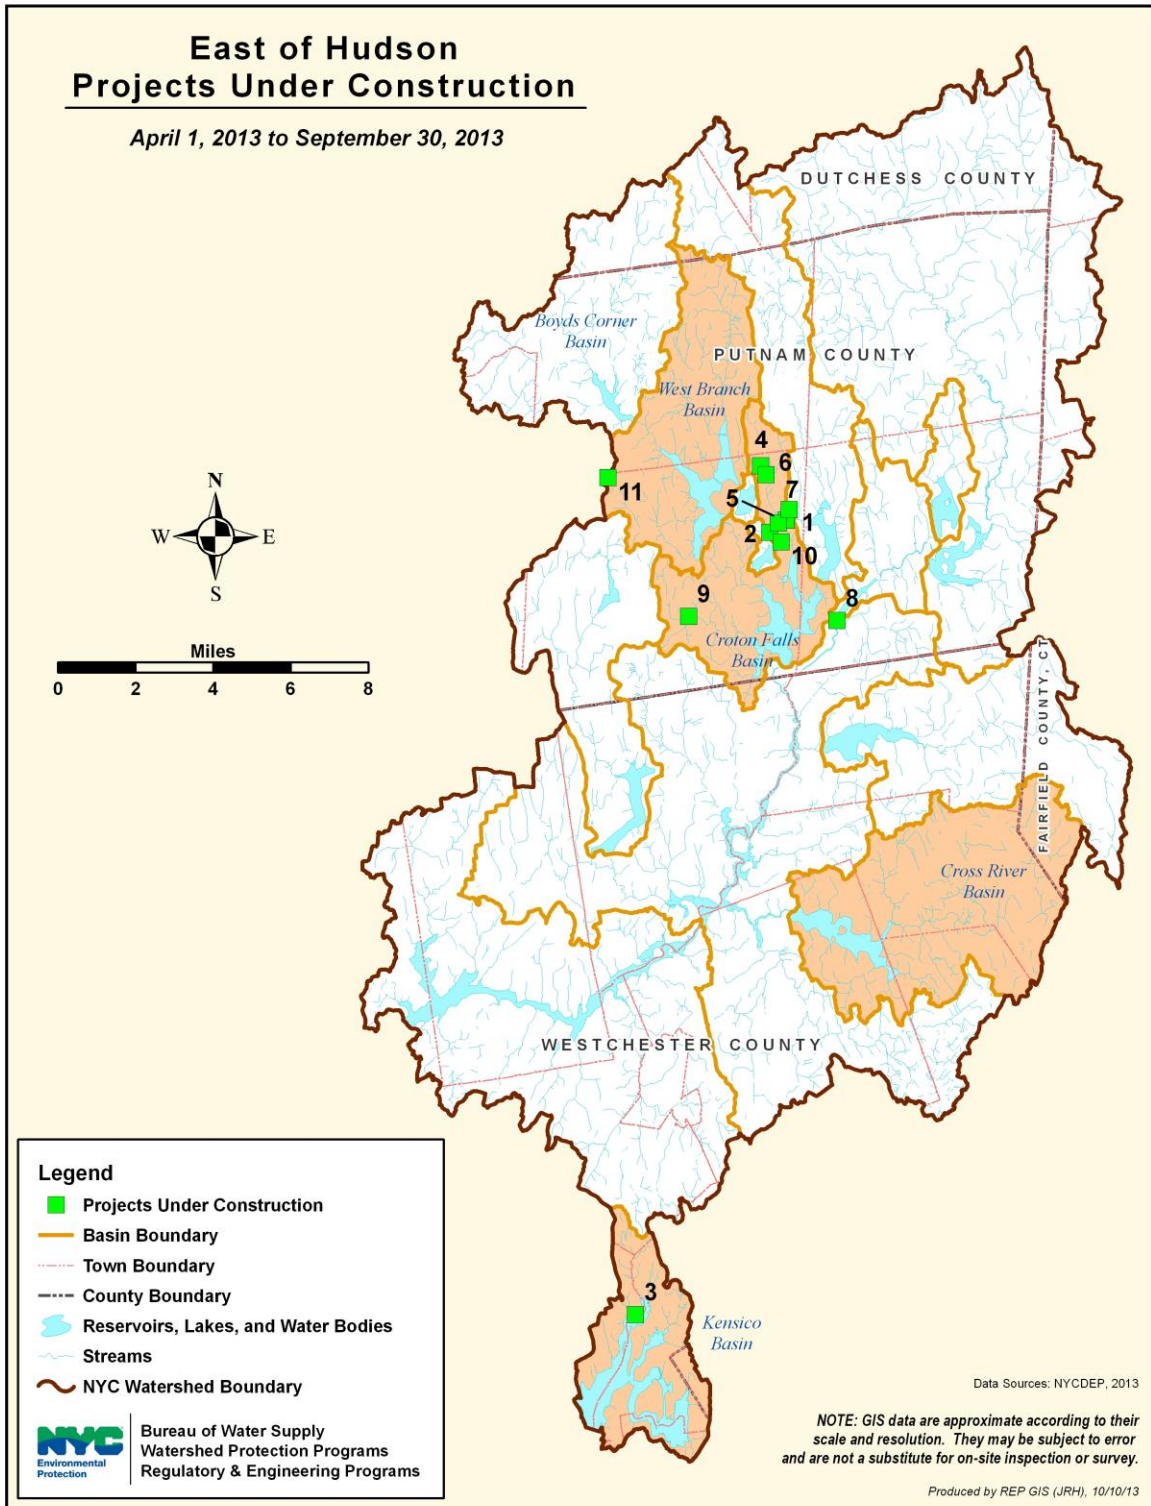 East of Hudson
Projects Under Construction
April 1, 2013 to September 30, 2013
DUTCHESS COUNTY
Boyds Corner
Basin
PUTNAM COUNTY
West Branch
Basin
4
6
11
5
7
1
2
10
N
W
E
S
9
8
Croton Falls
Basin
Miles
0 2 4 6 8
FAIRFIELD COUNTY, CT
Cross River
Basin
WESTCHESTER COUNTY
3
Kensico
Basin
Legend
Projects Under Construction
Basin Boundary
Town Boundary
County Boundary
Reservoirs, Lakes, and Water Bodies
Streams
NYC Watershed Boundary
NYC
Environmental
Protection
Bureau of Water Supply
Watershed Protection Programs
Regulatory & Engineering Programs
Data Sources: NYCDEP, 2013
NOTE: GIS data are approximate according to their
scale and resolution. They may be subject to error
and are not a substitute for on-site inspection or survey.
Produced by REP GIS (JRH), 10/10/13